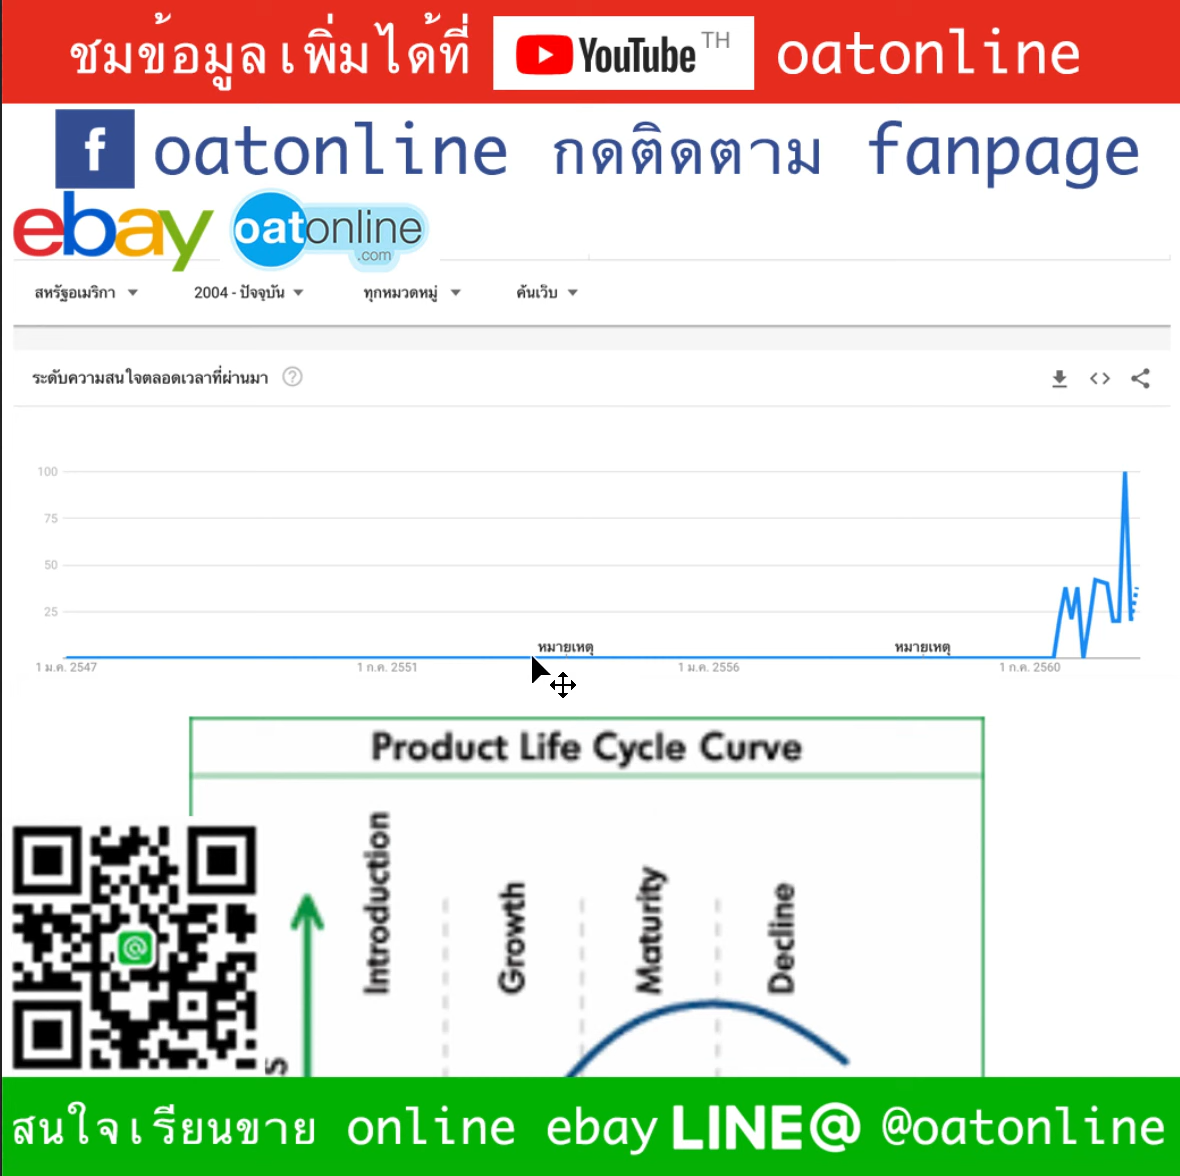 ชมข้อมูลเพิ่มได้ที่ YouTube TH oatonline
f oatonline กดติดตาม fanpage
ebay oatonline
.com
สหรัฐอเมริกา 2004 - ปัจจุบัน ทุกหมวดหมู่ ค้นเว็บ
ระดับความสนใจตลอดเวลาที่ผ่านมา ?
100
75
50
25
หมายเหตุ หมายเหตุ
1 ม.ค. 2547 1 ก.ค. 2551 1 ม.ค. 2556 1 ก.ค. 2560
Product Life Cycle Curve
Introduction
Growth
Maturity
Decline
สนใจเรียนขาย online ebay LINE@ @oatonline